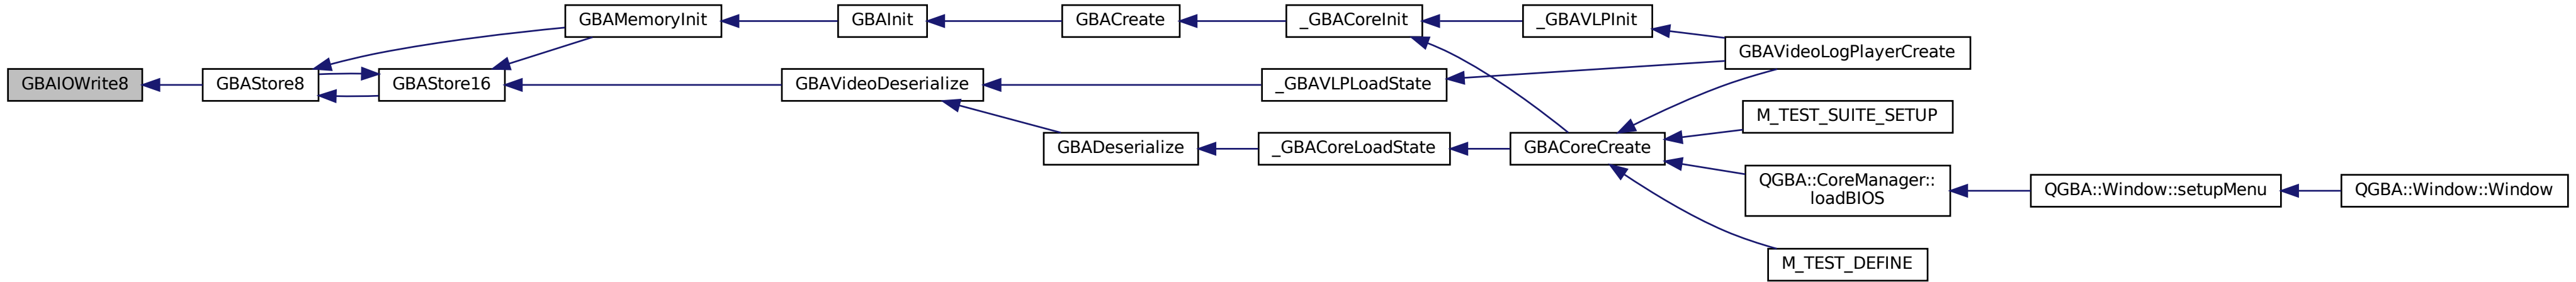 GBAIOWrite8
GBAStore8
GBAStore16
GBAMemoryInit
GBAInit
GBACreate
_GBACoreInit
_GBAVLPInit
GBAVideoLogPlayerCreate
GBAVideoDeserialize
_GBAVLPLoadState
GBADeserialize
_GBACoreLoadState
GBACoreCreate
M_TEST_SUITE_SETUP
QGBA::CoreManager::
loadBIOS
QGBA::Window::setupMenu
QGBA::Window::Window
M_TEST_DEFINE